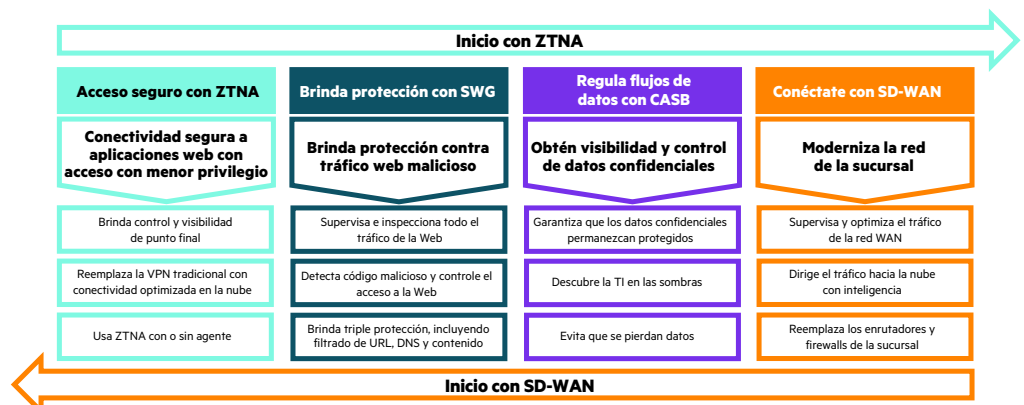 Inicio con ZTNA
Acceso seguro con ZTNA
Conectividad segura a
aplicaciones web con
acceso con menor privilegio
Brinda control y visibilidad
de punto final
Reemplaza la VPN tradicional con
conectividad optimizada en la nube
Usa ZTNA con o sin agente
Brinda protección con SWG
Brinda protección contra
tráfico web malicioso
Supervisa e inspecciona todo el
tráfico de la Web
Detecta código malicioso y controle el
acceso a la Web
Brinda triple protección, incluyendo
filtrado de URL, DNS y contenido
Regula flujos de
datos con CASB
Obtén visibilidad y control
de datos confidenciales
Garantiza que los datos confidenciales
permanezcan protegidos
Descubre la TI en las sombras
Evita que se pierdan datos
Conéctate con SD-WAN
Moderniza la red
de la sucursal
Supervisa y optimiza el tráfico
de la red WAN
Dirige el tráfico hacia la nube
con inteligencia
Reemplaza los enrutadores y
firewalls de la sucursal
Inicio con SD-WAN